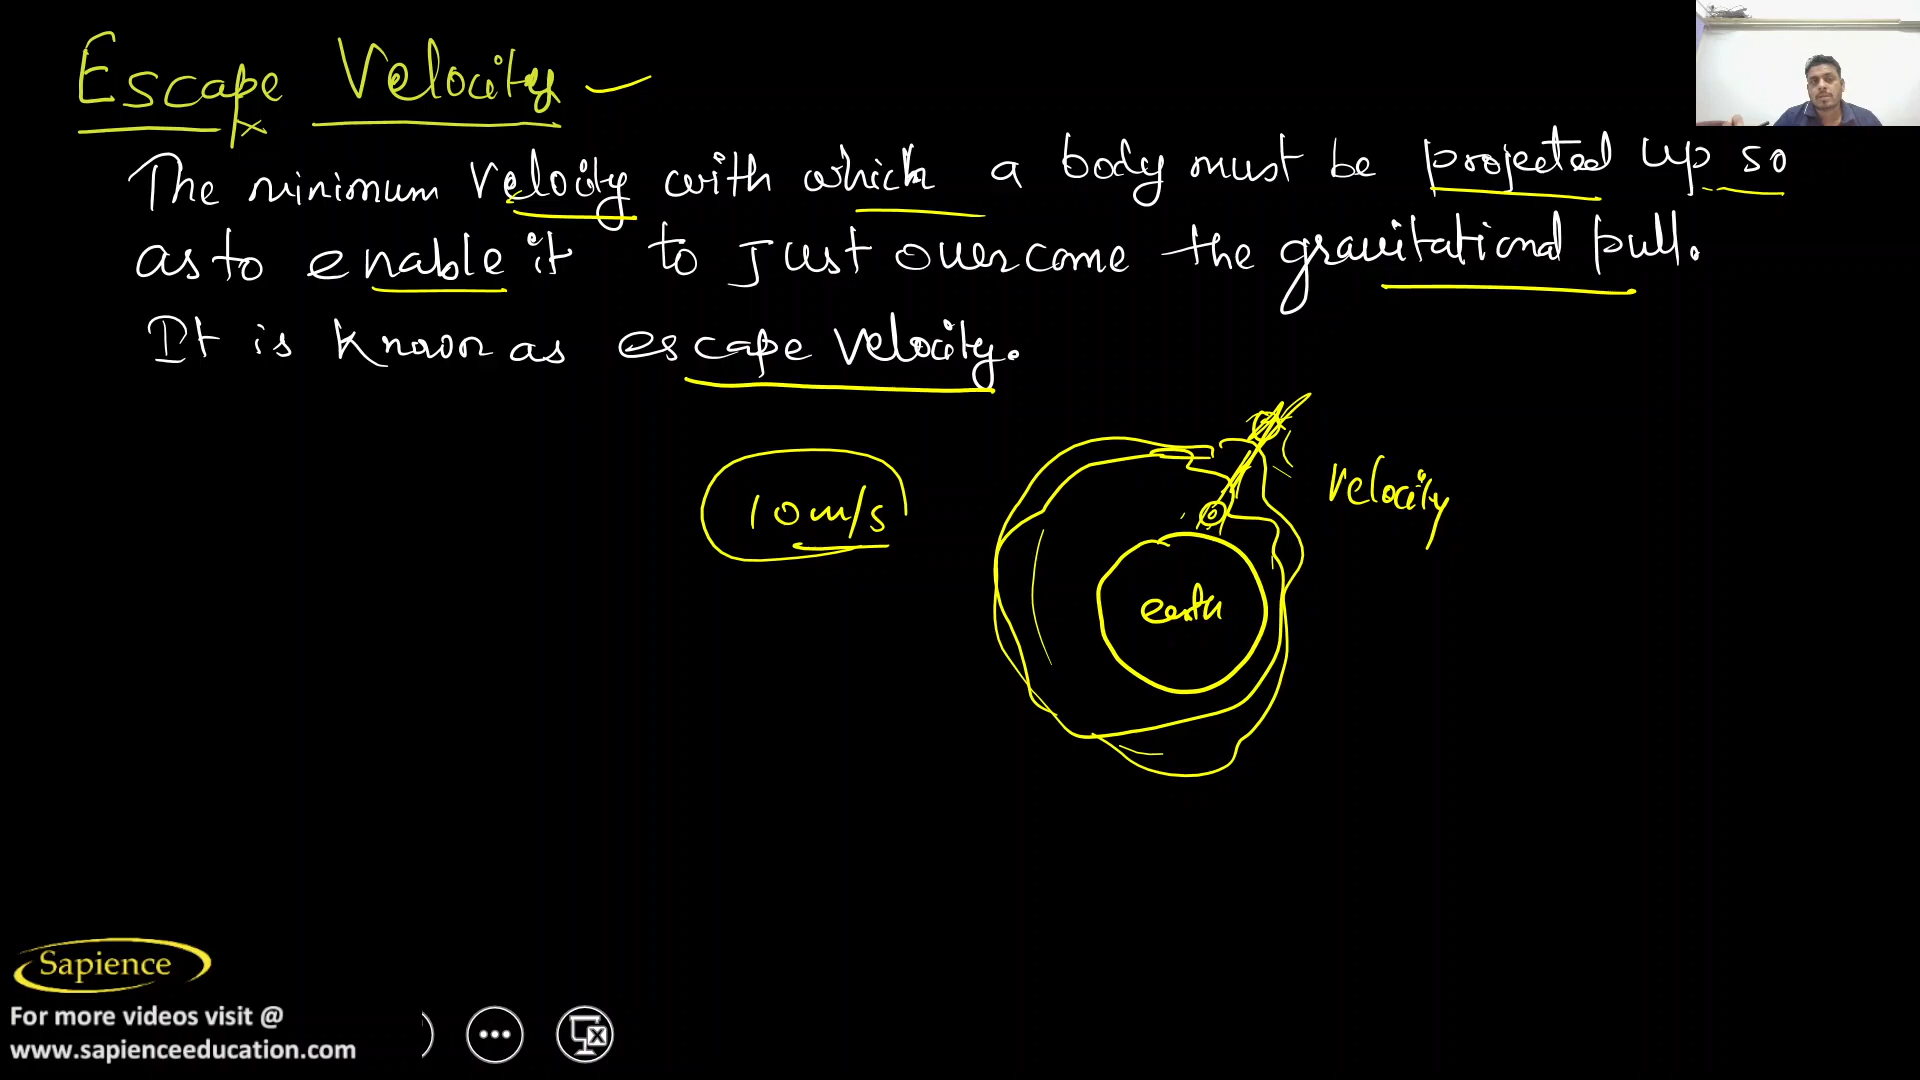 Escape Velocity
The minimum velocity with which a body must be projected up so
as to enable it to just overcome the gravitational pull.
It is known as escape velocity.
10m/s
velocity
earth
Sapience
For more videos visit @
www.sapienceeducation.com